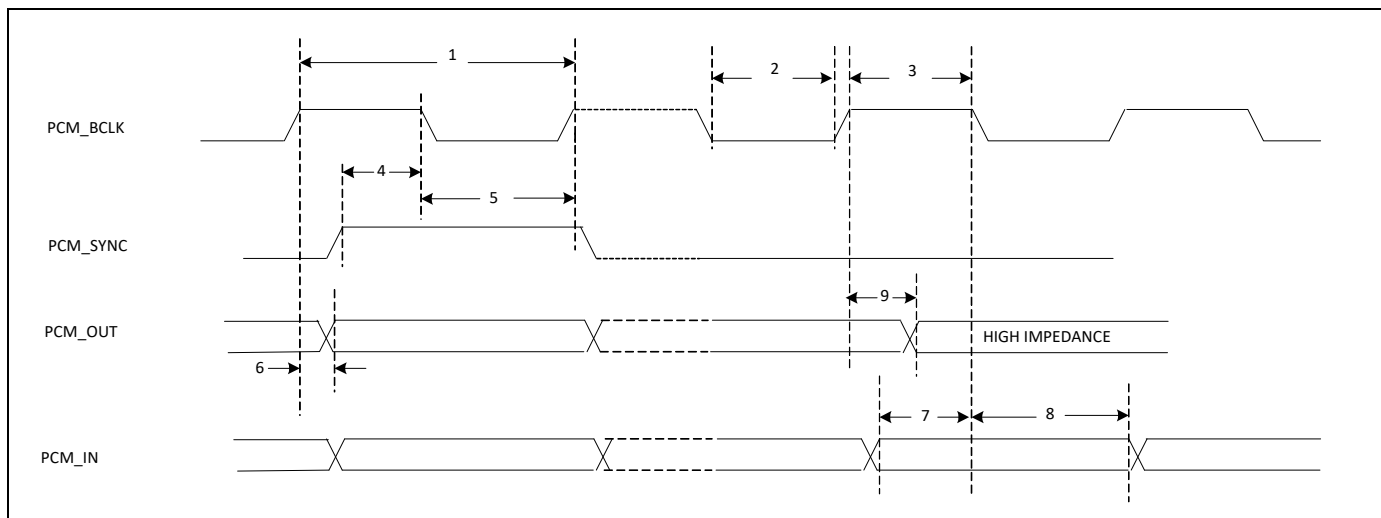 1
2
3
PCM_BCLK
4
5
PCM_SYNC
9
PCM_OUT
HIGH IMPEDANCE
6
7
8
PCM_IN